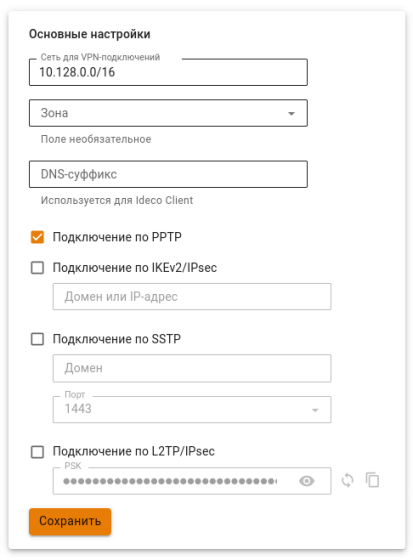 Основные настройки
Сеть для VPN-подключений
10.128.0.0/16
Зона
Поле необязательное
DNS-суффикс
Используется для Ideco Client
Подключение по PPTP
Подключение по IKEv2/IPsec
Домен или IP-адрес
Подключение по SSTP
Домен
Порт
1443
Подключение по L2TP/IPsec
PSK
Сохранить